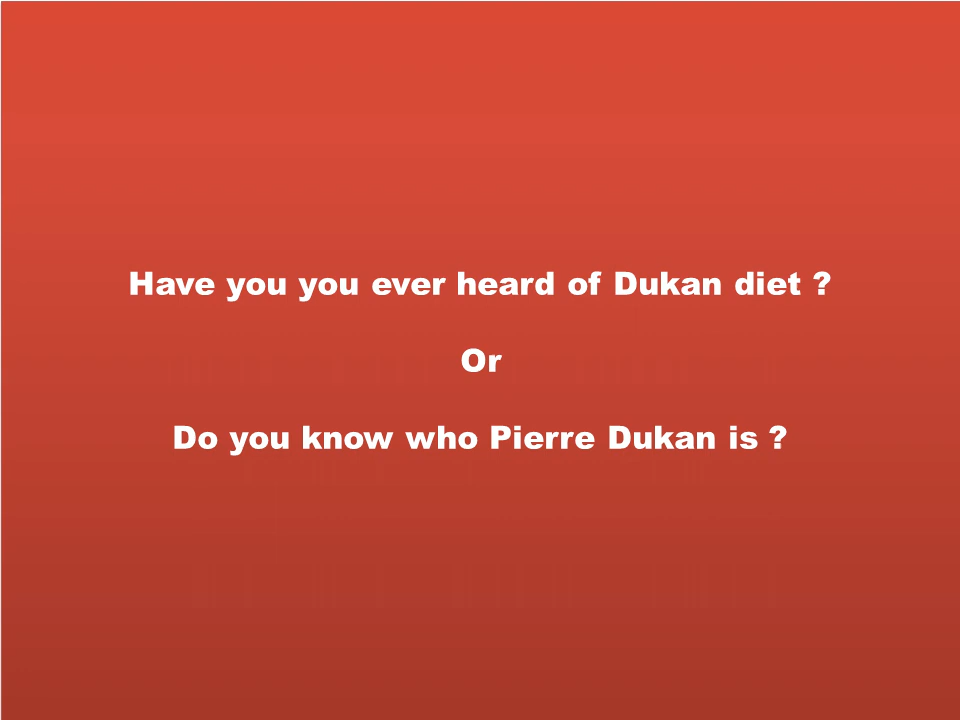 Have you you ever heard of Dukan diet ?
Or
Do you know who Pierre Dukan is ?